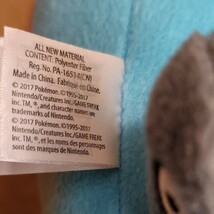 ALL NEW MATERIAL
CONTENT: Polyester Fiber
Reg. No. PA-16514(CN)
Made in China. Fabriqué en Chine.
© 2017 Pokémon. ©1995-2017
Nintendo/Creatures Inc./GAME FREAK
inc. TM, ®, and character names are
trademarks of Nintendo.
© 2017 Pokémon. ©1995-2017
Nintendo/Creatures Inc./GAME FREAK
inc. TM, ® et les noms des personnages
sont des marques de Nintendo.